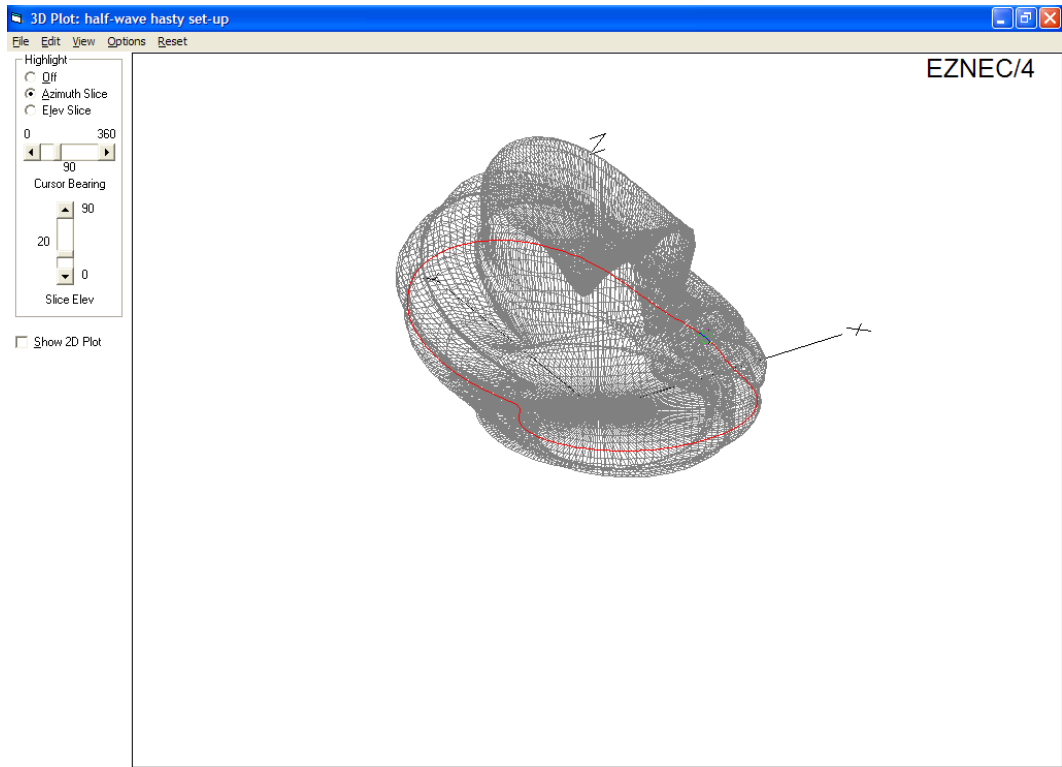 3D Plot: half-wave hasty set-up
File Edit View Options Reset
EZNEC/4
Highlight
Off
Azimuth Slice
Elev Slice
0 360
90
Cursor Bearing
90
20
0
Slice Elev
Show 2D Plot
Z
X